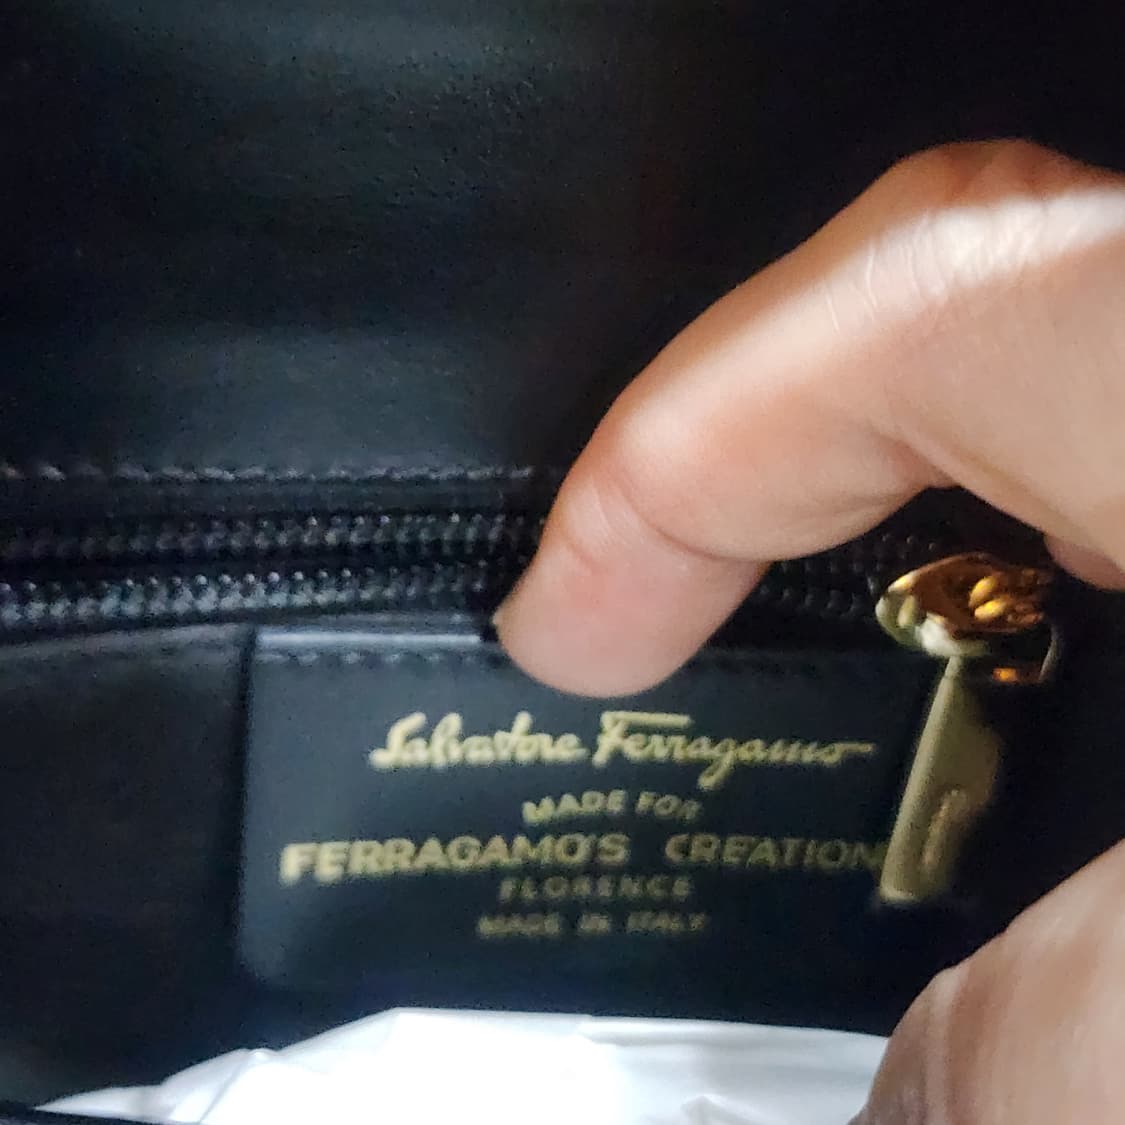 Salvatore Ferragamo
MADE FOR
FERRAGAMO'S CREATION
FLORENCE
MADE IN ITALY